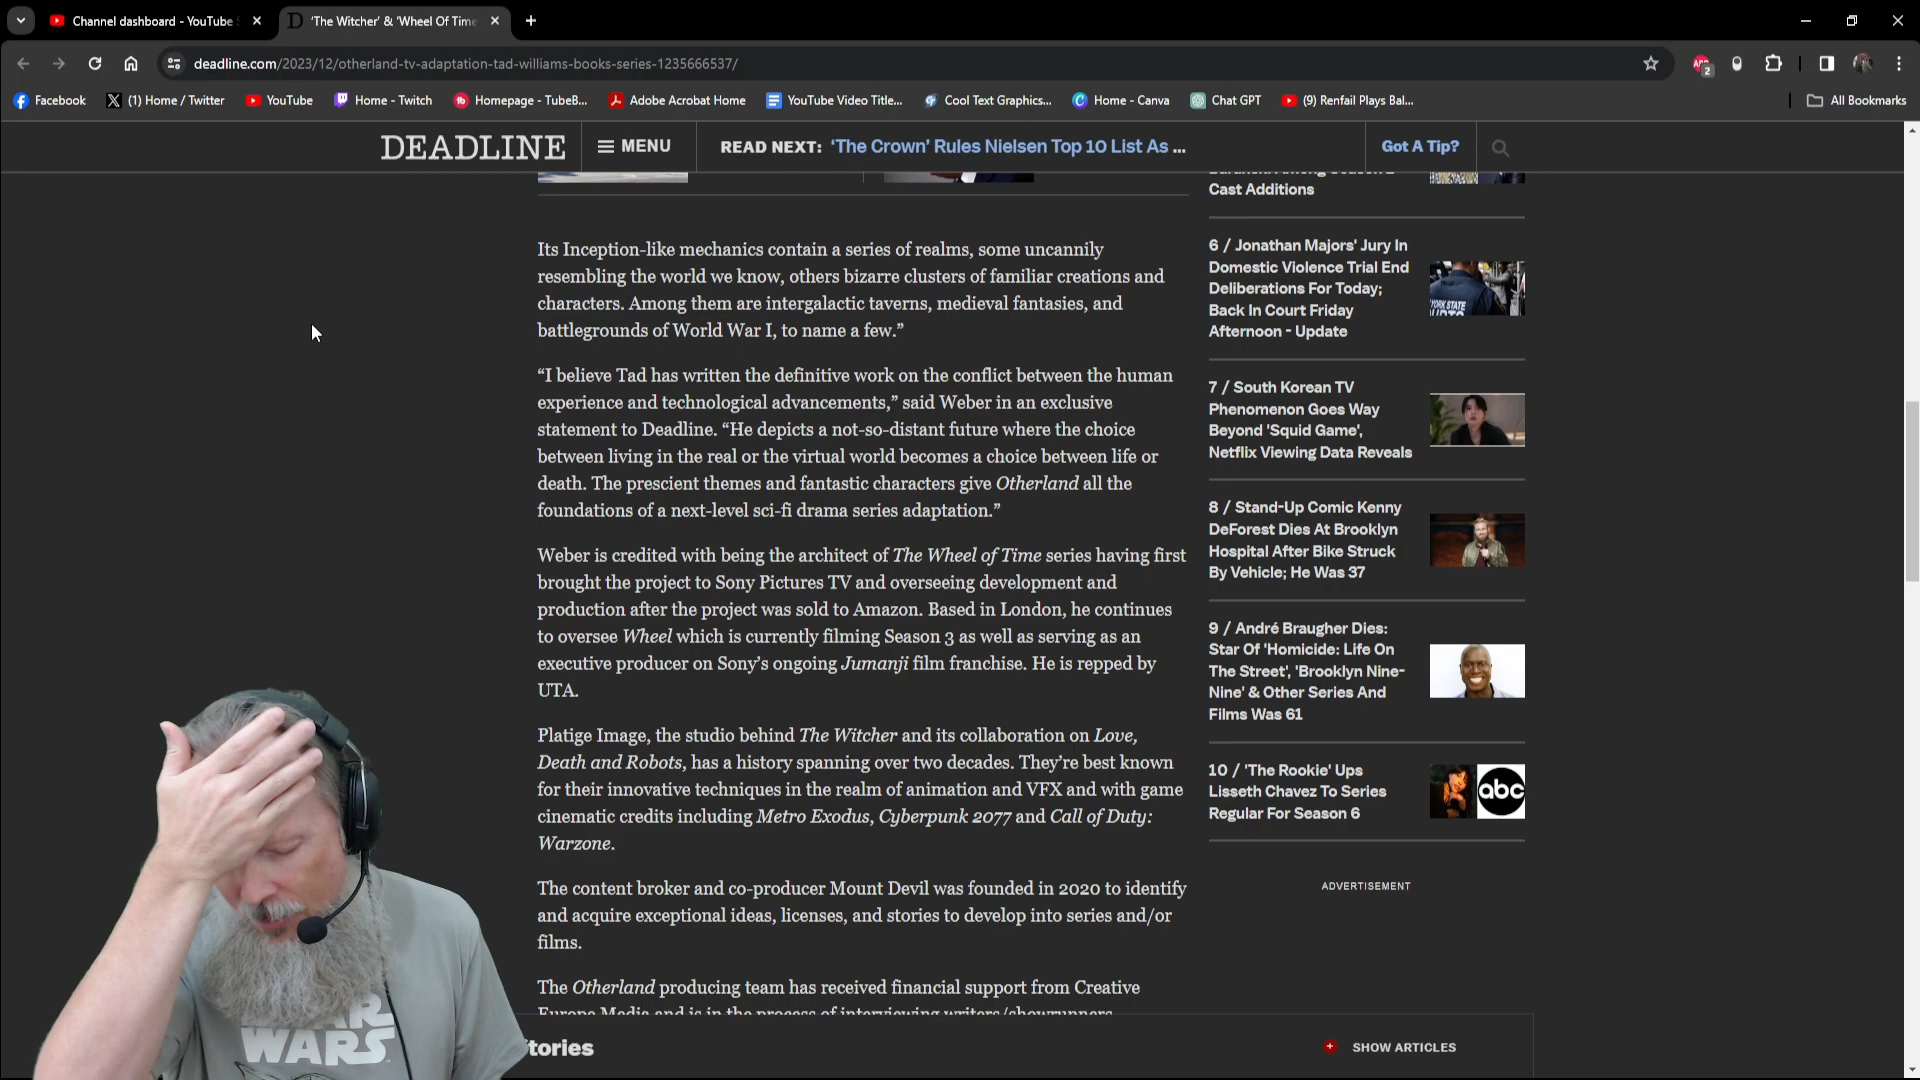 Channel dashboard - YouTube S
'The Witcher' & 'Wheel Of Time
deadline.com/2023/12/otherland-tv-adaptation-tad-williams-books-series-1235666537/
2
Facebook
(1) Home / Twitter
YouTube
Home - Twitch
Homepage - TubeB...
Adobe Acrobat Home
YouTube Video Title...
Cool Text Graphics...
Home - Canva
Chat GPT
(9) Renfail Plays Bal...
All Bookmarks
DEADLINE
MENU
READ NEXT: 'The Crown' Rules Nielsen Top 10 List As ...
Got A Tip?
Its Inception-like mechanics contain a series of realms, some uncannily
resembling the world we know, others bizarre clusters of familiar creations and
characters. Among them are intergalactic taverns, medieval fantasies, and
battlegrounds of World War I, to name a few.”
“I believe Tad has written the definitive work on the conflict between the human
experience and technological advancements,” said Weber in an exclusive
statement to Deadline. “He depicts a not-so-distant future where the choice
between living in the real or the virtual world becomes a choice between life or
death. The prescient themes and fantastic characters give Otherland all the
foundations of a next-level sci-fi drama series adaptation.”
Weber is credited with being the architect of The Wheel of Time series having first
brought the project to Sony Pictures TV and overseeing development and
production after the project was sold to Amazon. Based in London, he continues
to oversee Wheel which is currently filming Season 3 as well as serving as an
executive producer on Sony’s ongoing Jumanji film franchise. He is repped by
UTA.
Platige Image, the studio behind The Witcher and its collaboration on Love,
Death and Robots, has a history spanning over two decades. They’re best known
for their innovative techniques in the realm of animation and VFX and with game
cinematic credits including Metro Exodus, Cyberpunk 2077 and Call of Duty:
Warzone.
The content broker and co-producer Mount Devil was founded in 2020 to identify
and acquire exceptional ideas, licenses, and stories to develop into series and/or
films.
The Otherland producing team has received financial support from Creative
Europe Media and is in the process of interviewing writers/showrunners
Cast Additions
6 / Jonathan Majors' Jury In
Domestic Violence Trial End
Deliberations For Today;
Back In Court Friday
Afternoon - Update
7 / South Korean TV
Phenomenon Goes Way
Beyond 'Squid Game',
Netflix Viewing Data Reveals
8 / Stand-Up Comic Kenny
DeForest Dies At Brooklyn
Hospital After Bike Struck
By Vehicle; He Was 37
9 / André Braugher Dies:
Star Of 'Homicide: Life On
The Street', 'Brooklyn Nine-
Nine' & Other Series And
Films Was 61
10 / 'The Rookie' Ups
Lisseth Chavez To Series
Regular For Season 6
abc
ADVERTISEMENT
tories
SHOW ARTICLES
STAR
WARS